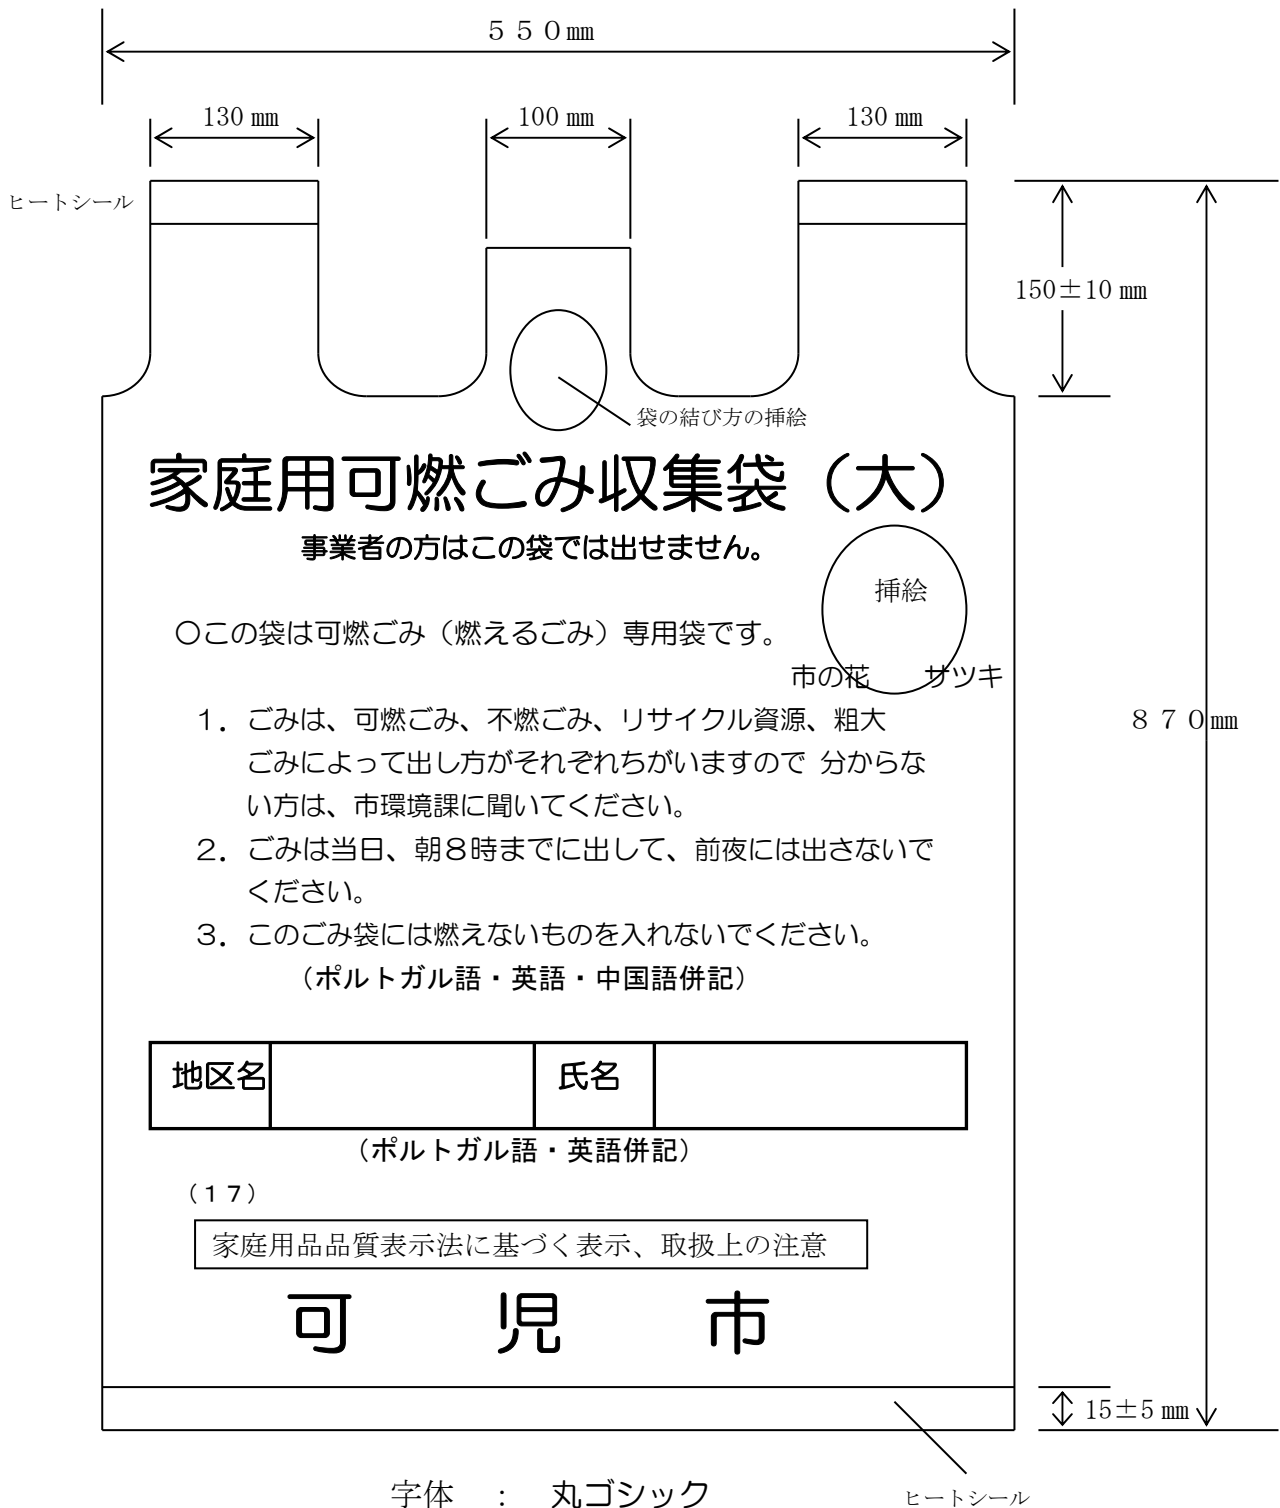 ５５０㎜
130 ㎜
100 ㎜
130 ㎜
ヒートシール
150±10 ㎜
袋の結び方の挿絵
家庭用可燃ごみ収集袋（大）
事業者の方はこの袋では出せません。
挿絵
〇この袋は可燃ごみ（燃えるごみ）専用袋です。
市の花　　サツキ
１．ごみは、可燃ごみ、不燃ごみ、リサイクル資源、粗大
ごみによって出し方がそれぞれちがいますので 分からな
い方は、市環境課に聞いてください。
８７０㎜
２．ごみは当日、朝８時までに出して、前夜には出さないで
ください。
３．このごみ袋には燃えないものを入れないでください。
（ポルトガル語・英語・中国語併記）
地区名
氏名
（ポルトガル語・英語併記）
（１７）
家庭用品品質表示法に基づく表示、取扱上の注意
可　児　市
15±5 ㎜
字体　：　丸ゴシック
ヒートシール